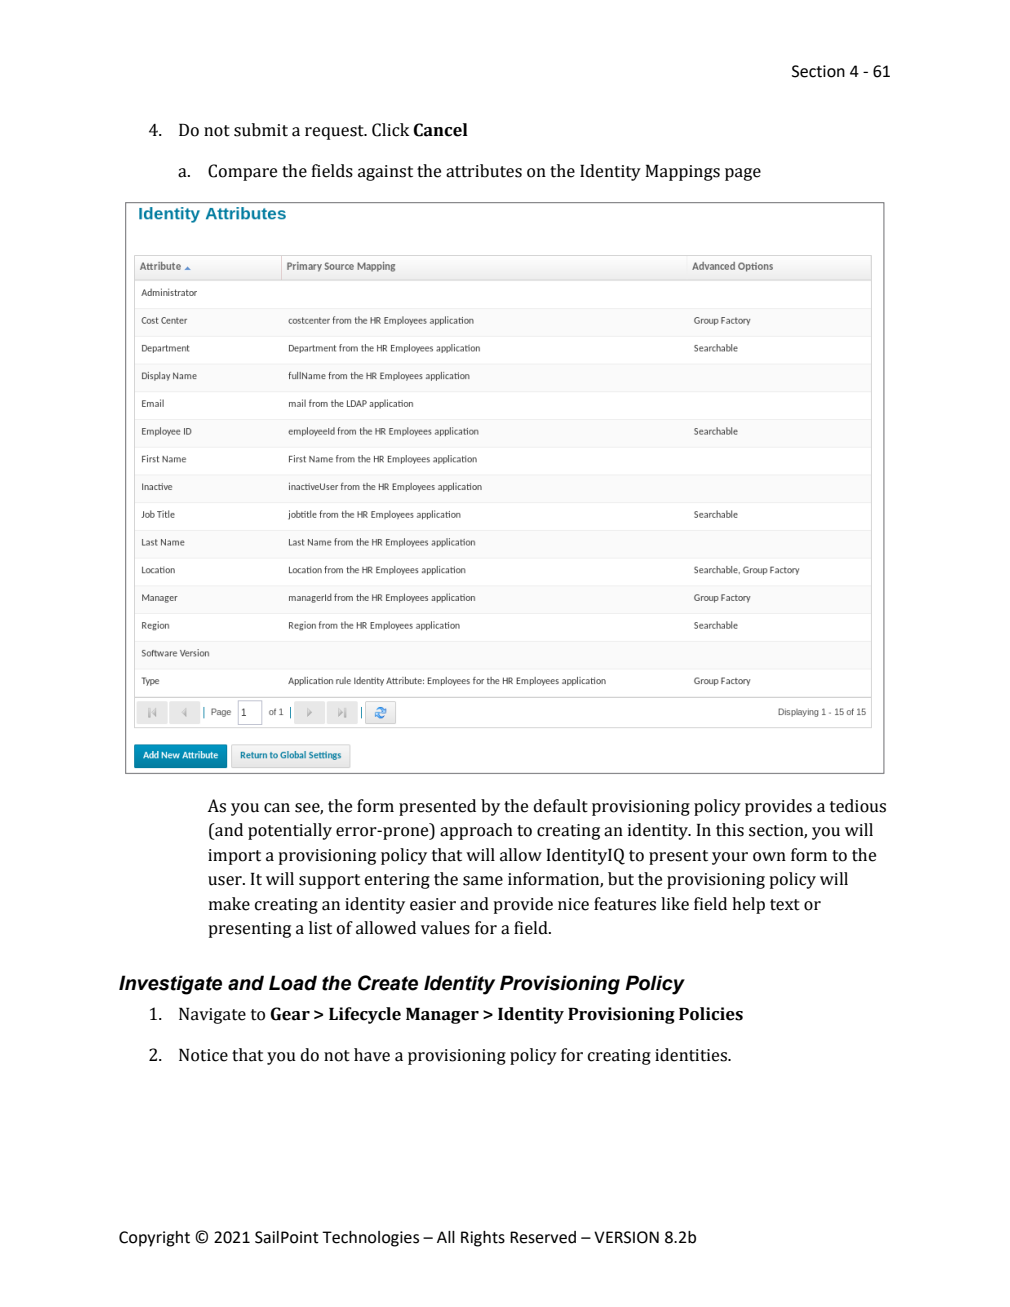 Section 4 - 61
4. Do not submit a request. Click Cancel
a. Compare the fields against the attributes on the Identity Mappings page
Identity Attributes
Attribute Primary Source Mapping Advanced Options
Administrator
Cost Center costcenter from the HR Employees application Group Factory
Department Department from the HR Employees application Searchable
Display Name fullName from the HR Employees application
Email mail from the LDAP application
Employee ID employeeId from the HR Employees application Searchable
First Name First Name from the HR Employees application
Inactive inactiveUser from the HR Employees application
Job Title jobtitle from the HR Employees application Searchable
Last Name Last Name from the HR Employees application
Location Location from the HR Employees application Searchable, Group Factory
Manager managerId from the HR Employees application Group Factory
Region Region from the HR Employees application Searchable
Software Version
Type Application rule Identity Attribute: Employees for the HR Employees application Group Factory
Page 1 of 1 Displaying 1 - 15 of 15
Add New Attribute Return to Global Settings
As you can see, the form presented by the default provisioning policy provides a tedious
(and potentially error-prone) approach to creating an identity. In this section, you will
import a provisioning policy that will allow IdentityIQ to present your own form to the
user. It will support entering the same information, but the provisioning policy will
make creating an identity easier and provide nice features like field help text or
presenting a list of allowed values for a field.
Investigate and Load the Create Identity Provisioning Policy
1. Navigate to Gear > Lifecycle Manager > Identity Provisioning Policies
2. Notice that you do not have a provisioning policy for creating identities.
Copyright © 2021 SailPoint Technologies – All Rights Reserved – VERSION 8.2b